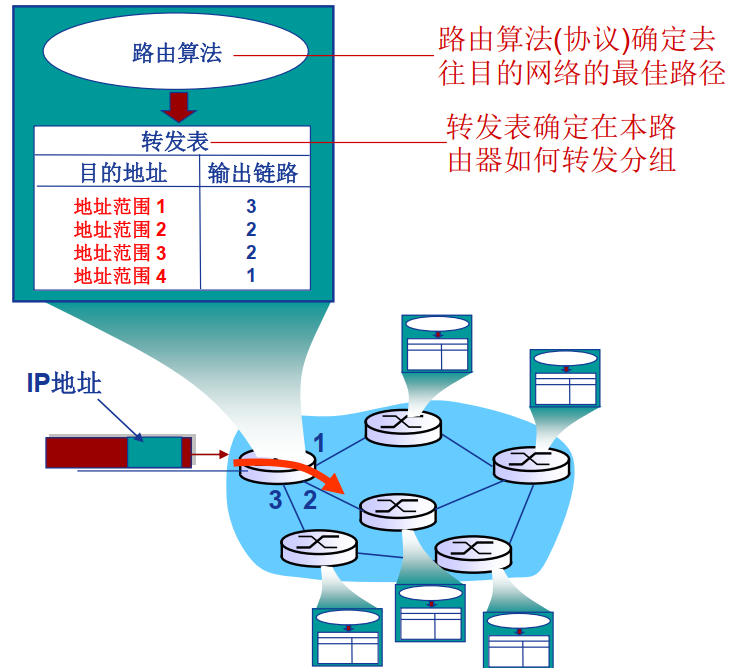 路由算法
路由算法(协议)确定去
往目的网络的最佳路径
转发表
转发表确定在本路
由器如何转发分组
目的地址 输出链路
地址范围 1 3
地址范围 2 2
地址范围 3 2
地址范围 4 1
IP地址
1
3 2